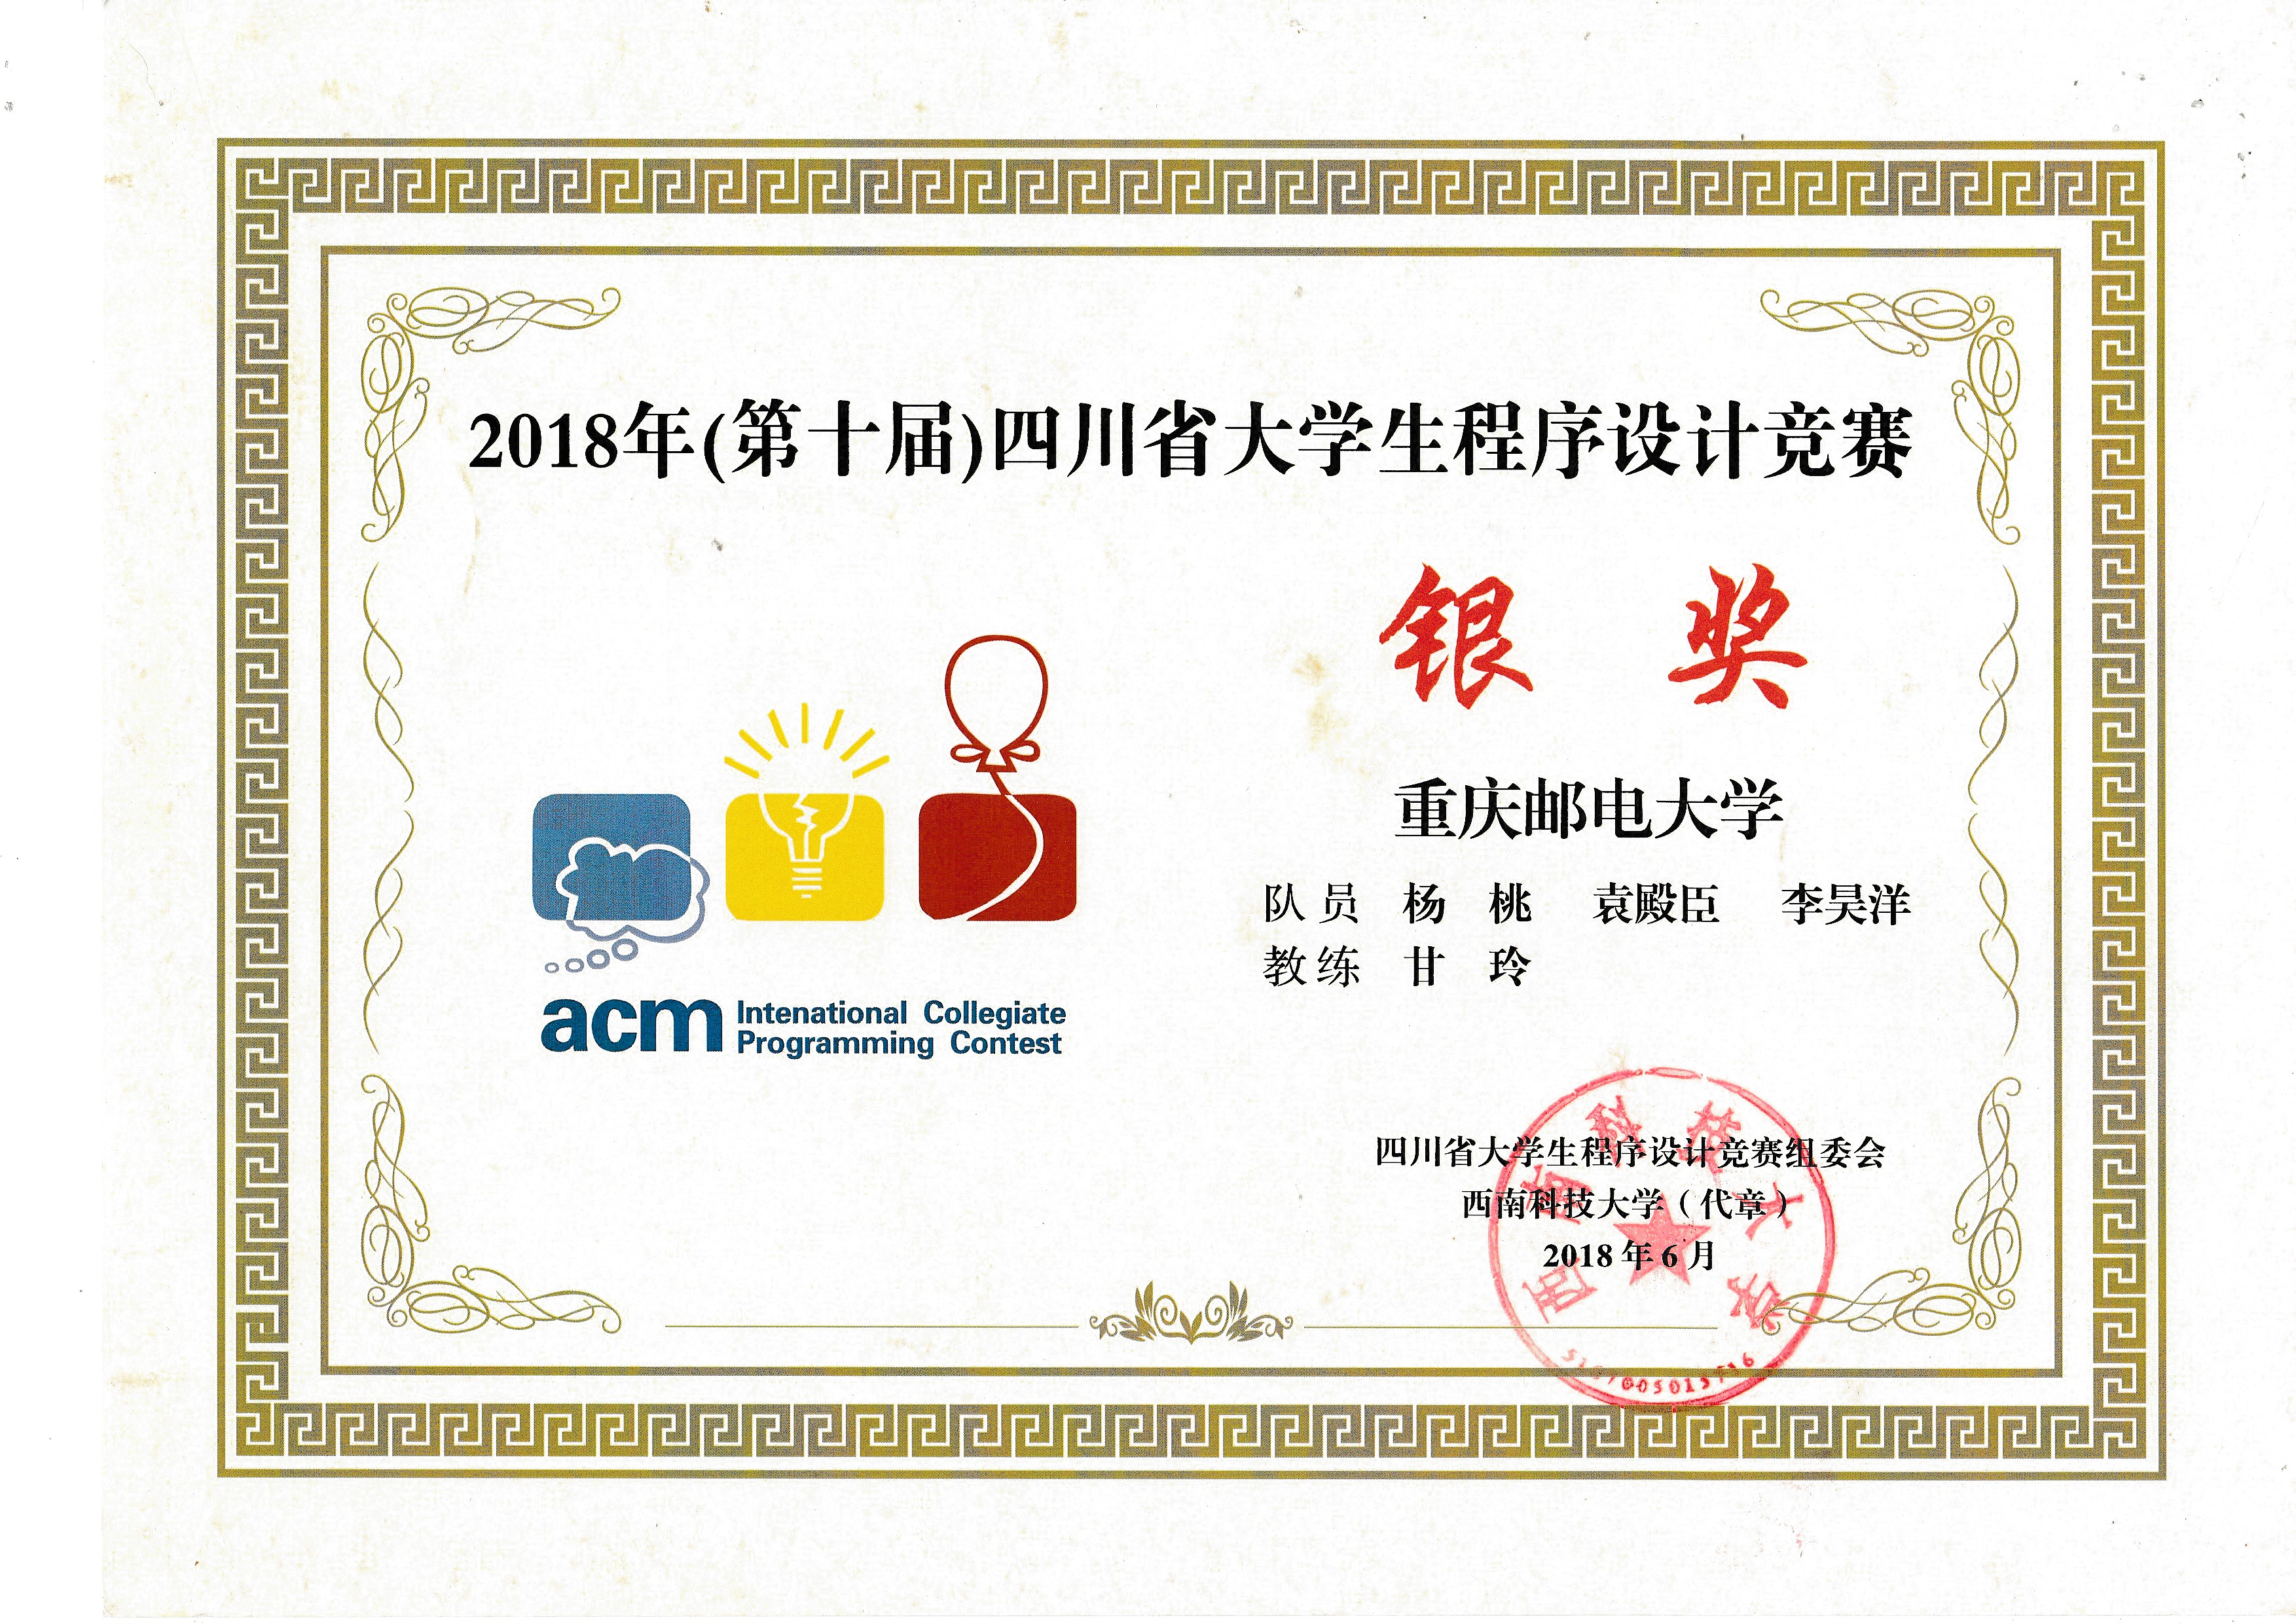 2018年(第十届)四川省大学生程序设计竞赛
银 奖
重庆邮电大学
队员 杨 桃 袁殿臣 李昊洋
教练 甘 玲
acm Intenational Collegiate
Programming Contest
四川省大学生程序设计竞赛组委会
西南科技大学（代章）
2018年6月
西南科技大学